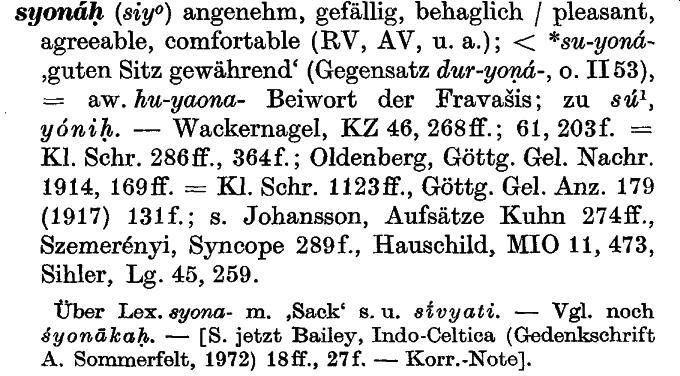 syonáḥ (siy⁰) angenehm, gefällig, behaglich / pleasant,
agreeable, comfortable (RV, AV, u. a.); < *su-yoná-
‚guten Sitz gewährend‘ (Gegensatz dur-yoṇá-, o. II 53),
= aw. hu-yaona- Beiwort der Fravašis; zu sú¹,
yóniḥ. — Wackernagel, KZ 46, 268ff.; 61, 203f. =
Kl. Schr. 286ff., 364f.; Oldenberg, Göttg. Gel. Nachr.
1914, 169ff. = Kl. Schr. 1123ff., Göttg. Gel. Anz. 179
(1917) 131f.; s. Johansson, Aufsätze Kuhn 274ff.,
Szemerényi, Syncope 289f., Hauschild, MIO 11, 473,
Sihler, Lg. 45, 259.
Über Lex. syona- m. ‚Sack‘ s. u. sī́vyati. — Vgl. noch
śyonākaḥ. — [S. jetzt Bailey, Indo-Celtica (Gedenkschrift
A. Sommerfelt, 1972) 18ff., 27f. — Korr.-Note].